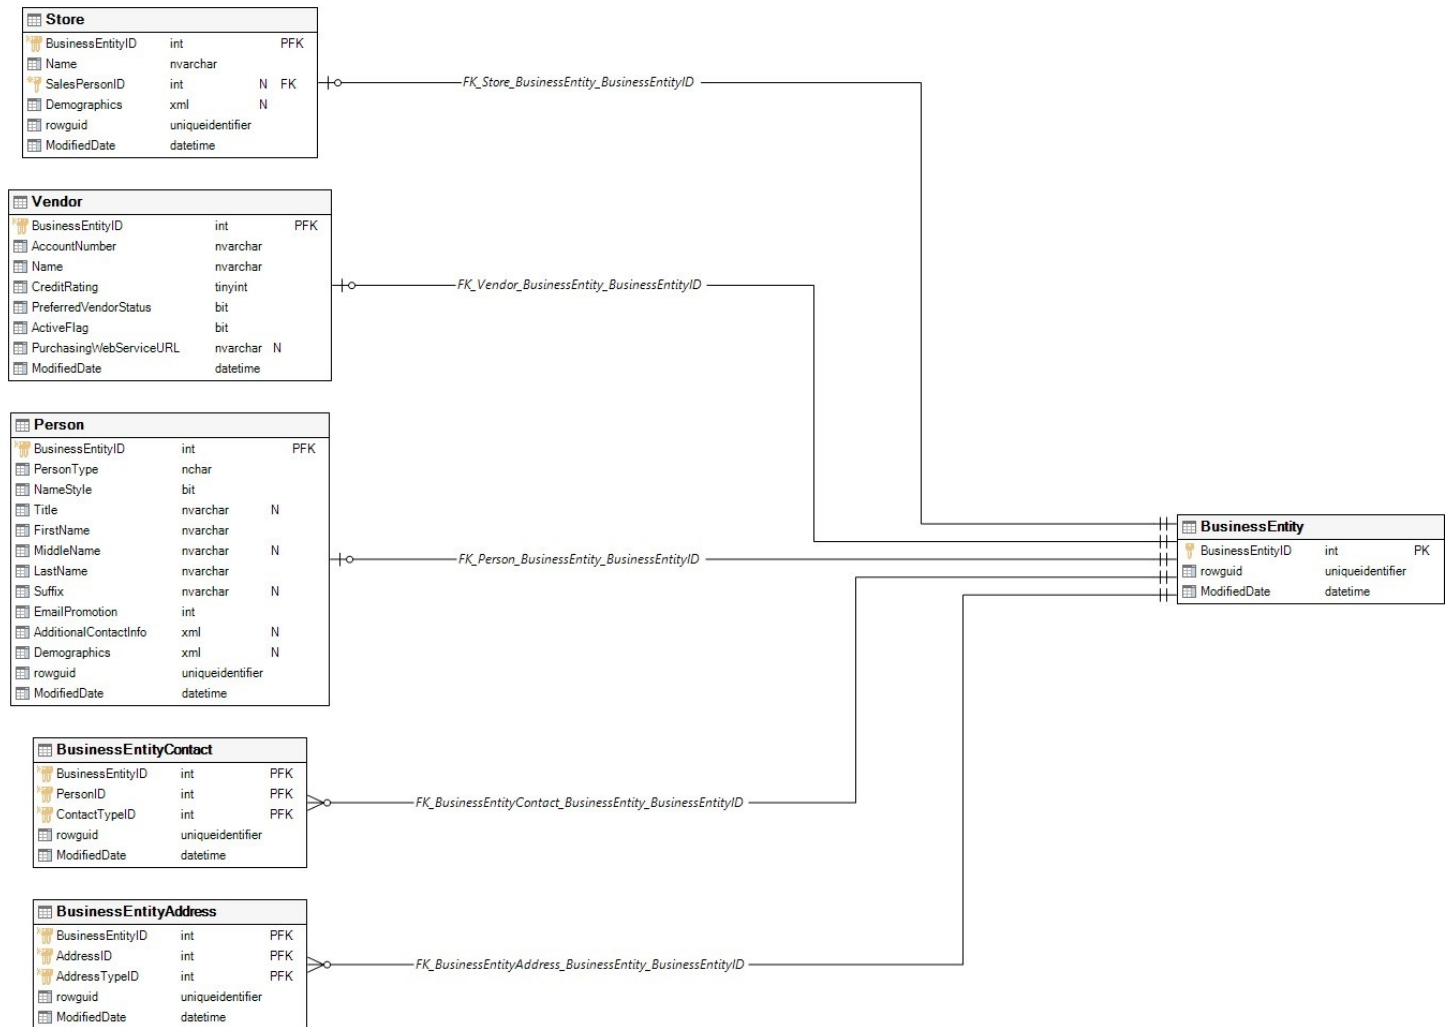 Store
BusinessEntityID int PFK
Name nvarchar
SalesPersonID int N FK
Demographics xml N
rowguid uniqueidentifier
ModifiedDate datetime
FK_Store_BusinessEntity_BusinessEntityID
Vendor
BusinessEntityID int PFK
AccountNumber nvarchar
Name nvarchar
CreditRating tinyint
PreferredVendorStatus bit
ActiveFlag bit
PurchasingWebServiceURL nvarchar N
ModifiedDate datetime
FK_Vendor_BusinessEntity_BusinessEntityID
Person
BusinessEntityID int PFK
PersonType nchar
NameStyle bit
Title nvarchar N
FirstName nvarchar
MiddleName nvarchar N
LastName nvarchar
Suffix nvarchar N
EmailPromotion int
AdditionalContactInfo xml N
Demographics xml N
rowguid uniqueidentifier
ModifiedDate datetime
FK_Person_BusinessEntity_BusinessEntityID
BusinessEntity
BusinessEntityID int PK
rowguid uniqueidentifier
ModifiedDate datetime
BusinessEntityContact
BusinessEntityID int PFK
PersonID int PFK
ContactTypeID int PFK
rowguid uniqueidentifier
ModifiedDate datetime
FK_BusinessEntityContact_BusinessEntity_BusinessEntityID
BusinessEntityAddress
BusinessEntityID int PFK
AddressID int PFK
AddressTypeID int PFK
rowguid uniqueidentifier
ModifiedDate datetime
FK_BusinessEntityAddress_BusinessEntity_BusinessEntityID